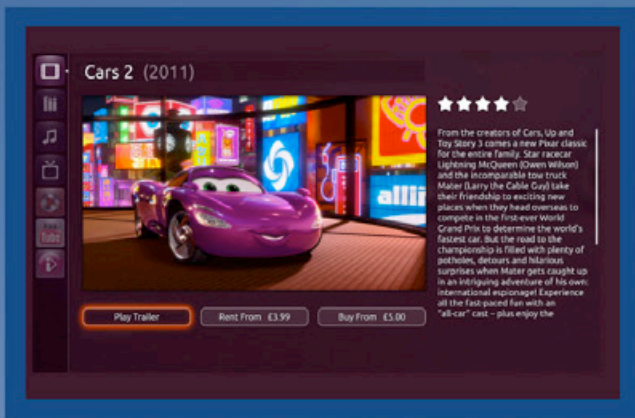 Cars 2 (2011)
From the creators of Cars, Up and
Toy Story 3 comes a new Pixar classic
for the entire family. Star racecar
Lightning McQueen (Owen Wilson)
and the incomparable tow truck
Mater (Larry the Cable Guy) take
their friendship to exciting new
places when they head overseas to
compete in the first-ever World
Grand Prix to determine the world's
fastest car. But the road to the
championship is filled with plenty of
potholes, detours and hilarious
surprises when Mater gets caught up
in an intriguing adventure of his own:
international espionage! Experience
all the fast-paced fun with an
"all-car" cast – plus enjoy the
alli
Play Trailer
Rent From £3.99
Buy From £5.00